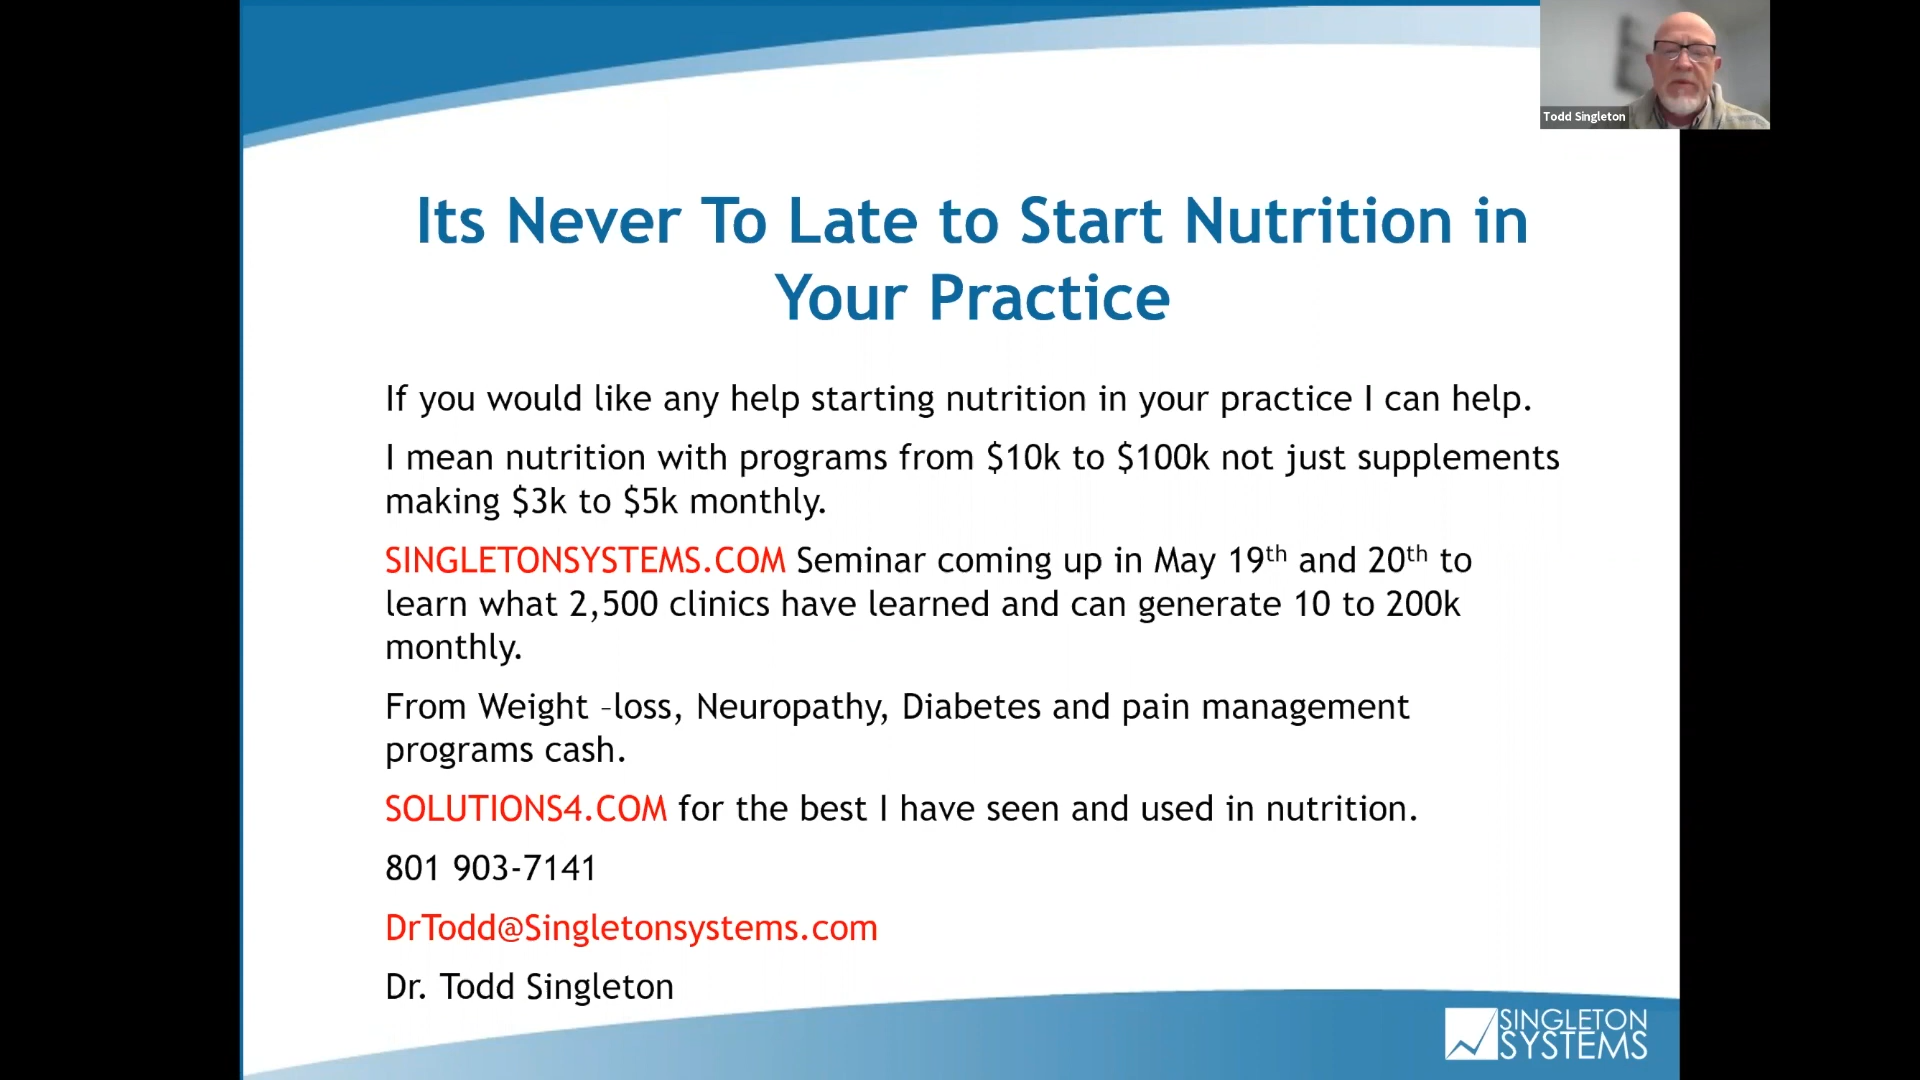 Todd Singleton
Its Never To Late to Start Nutrition in
Your Practice
If you would like any help starting nutrition in your practice I can help.
I mean nutrition with programs from $10k to $100k not just supplements
making $3k to $5k monthly.
SINGLETONSYSTEMS.COM Seminar coming up in May 19th and 20th to
learn what 2,500 clinics have learned and can generate 10 to 200k
monthly.
From Weight –loss, Neuropathy, Diabetes and pain management
programs cash.
SOLUTIONS4.COM for the best I have seen and used in nutrition.
801 903-7141
DrTodd@Singletonsystems.com
Dr. Todd Singleton
SINGLETON
SYSTEMS